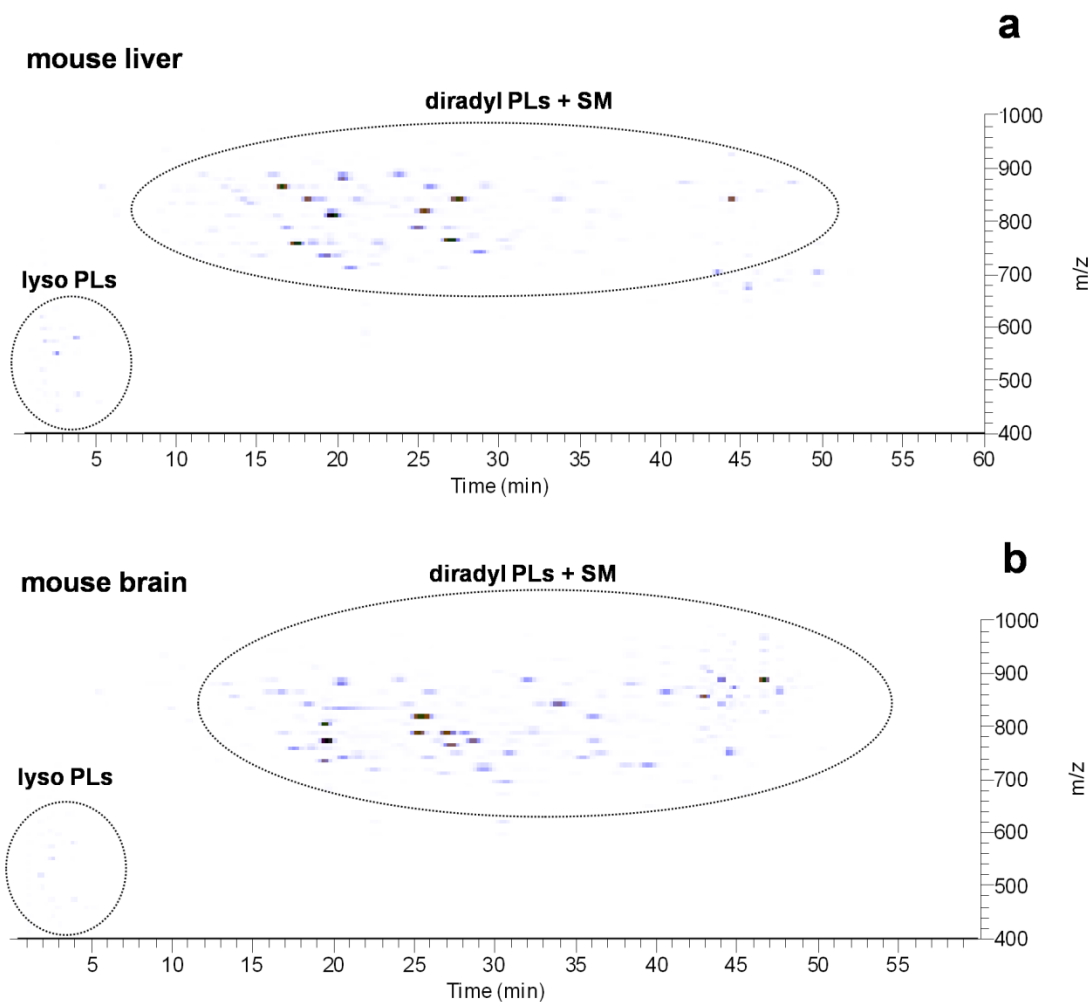 a
mouse liver
diradyl PLs + SM
1000
900
800
700
600
500
400
m/z
lyso PLs
5 10 15 20 25 30 35 40 45 50 55 60
Time (min)
b
mouse brain
diradyl PLs + SM
1000
900
800
700
600
500
400
m/z
lyso PLs
5 10 15 20 25 30 35 40 45 50 55
Time (min)